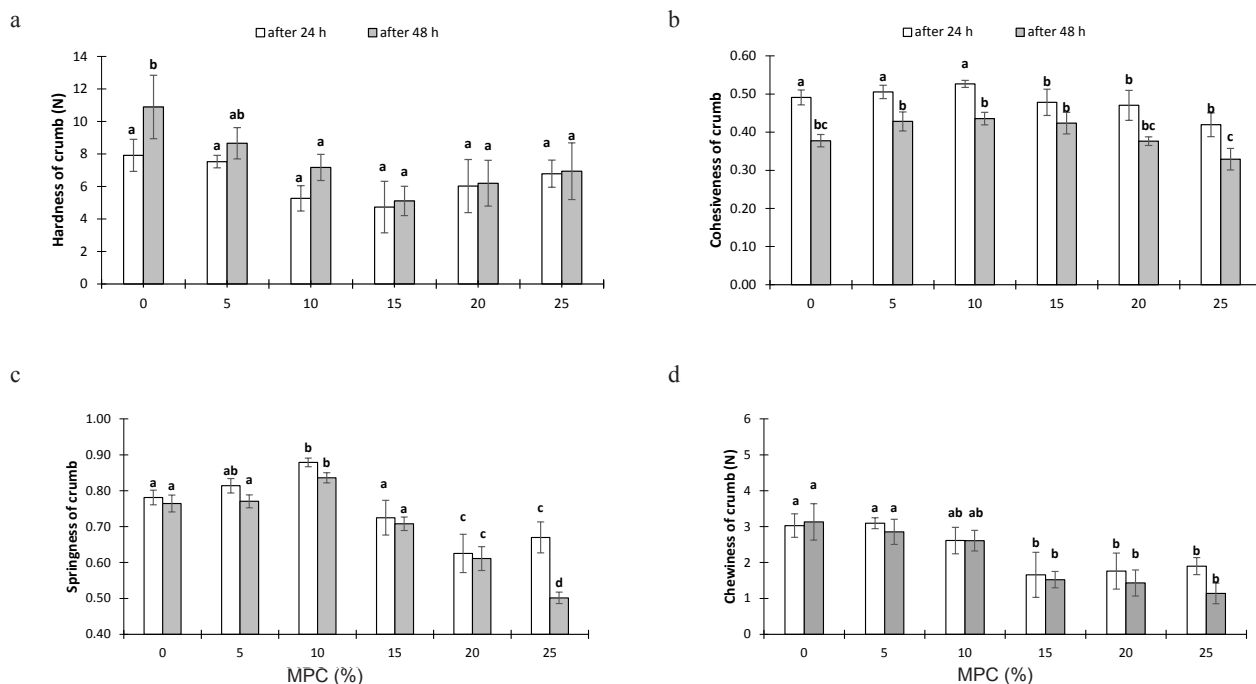 a
after 24 h after 48 h
Hardness of crumb (N)
14
12
10
8
6
4
2
0
a b a ab a a a a a a a a
0 5 10 15 20 25
b
after 24 h after 48 h
Cohesiveness of crumb
0.60
0.50
0.40
0.30
0.20
0.10
0.00
a bc a b a b b b b bc b c
0 5 10 15 20 25
c
Springness of crumb
1.00
0.90
0.80
0.70
0.60
0.50
0.40
a a ab a b b a a c c c d
0 5 10 15 20 25
MPC (%)
d
Chewiness of crumb (N)
6
5
4
3
2
1
0
a a a a ab ab b b b b b b
0 5 10 15 20 25
MPC (%)